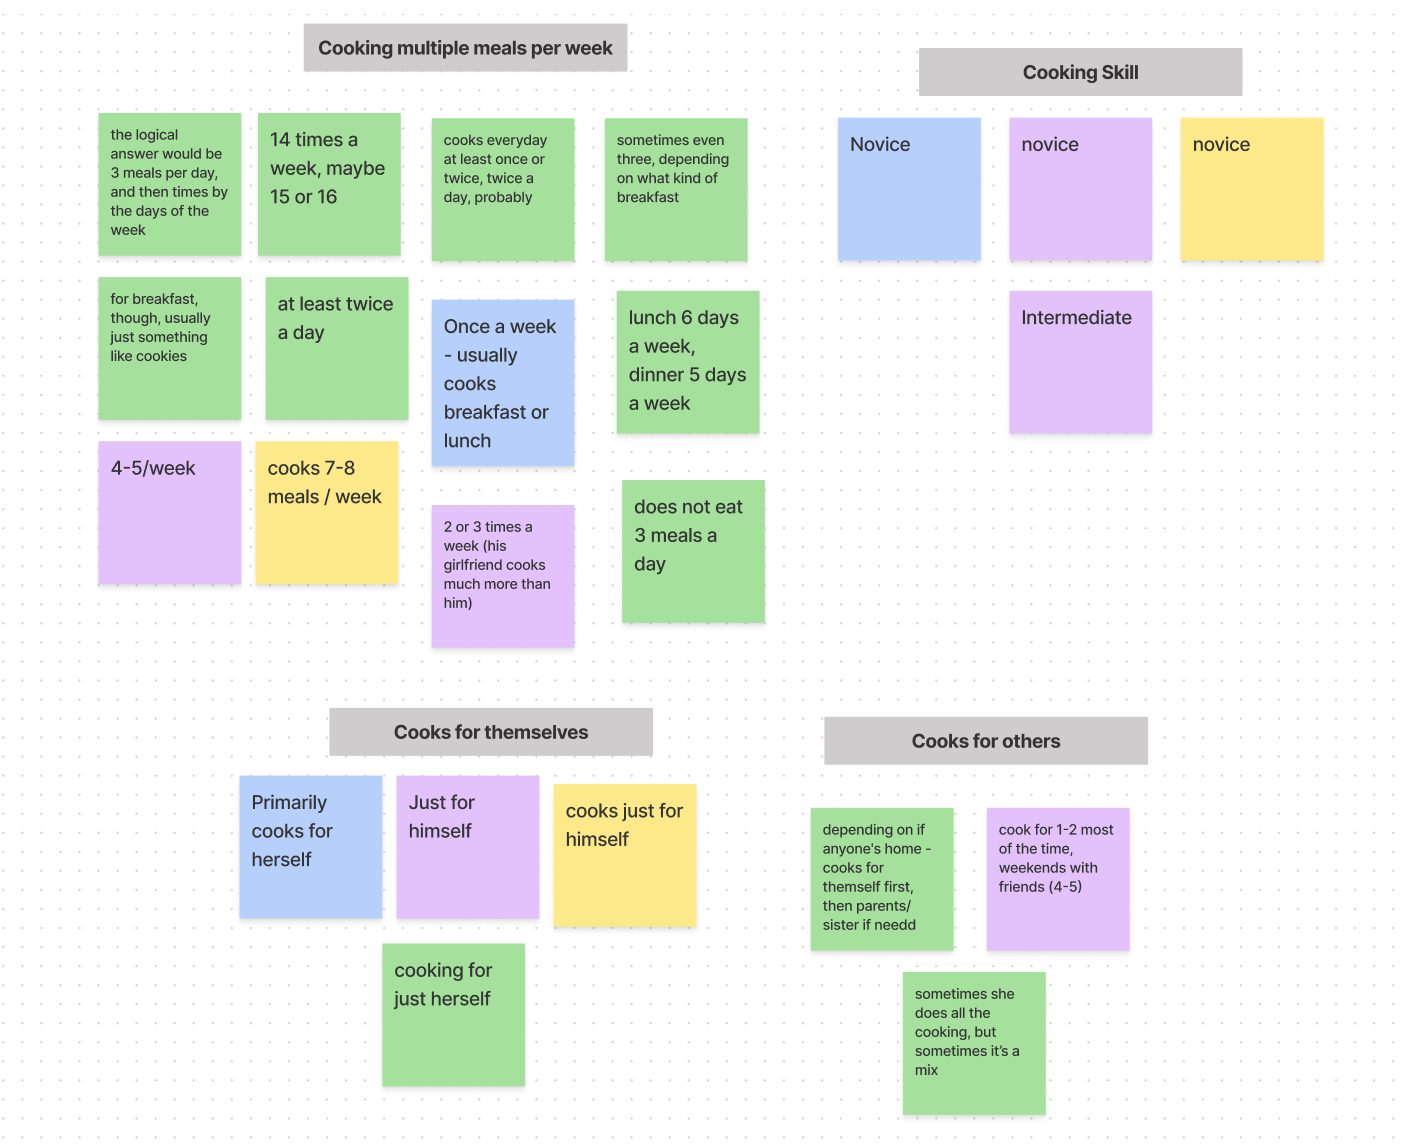 Cooking multiple meals per week
the logical
answer would be
3 meals per day,
and then times by
the days of the
week
14 times a
week, maybe
15 or 16
cooks everyday
at least once or
twice, twice a
day, probably
sometimes even
three, depending
on what kind of
breakfast
for breakfast,
though, usually
just something
like cookies
at least twice
a day
Once a week
- usually
cooks
breakfast or
lunch
lunch 6 days
a week,
dinner 5 days
a week
4-5/week
cooks 7-8
meals / week
2 or 3 times a
week (his
girlfriend cooks
much more than
him)
does not eat
3 meals a
day
Cooking Skill
Novice
novice
novice
Intermediate
Cooks for themselves
Primarily
cooks for
herself
Just for
himself
cooks just for
himself
cooking for
just herself
Cooks for others
depending on if
anyone's home -
cooks for
themself first,
then parents/
sister if needd
cook for 1-2 most
of the time,
weekends with
friends (4-5)
sometimes she
does all the
cooking, but
sometimes it's a
mix